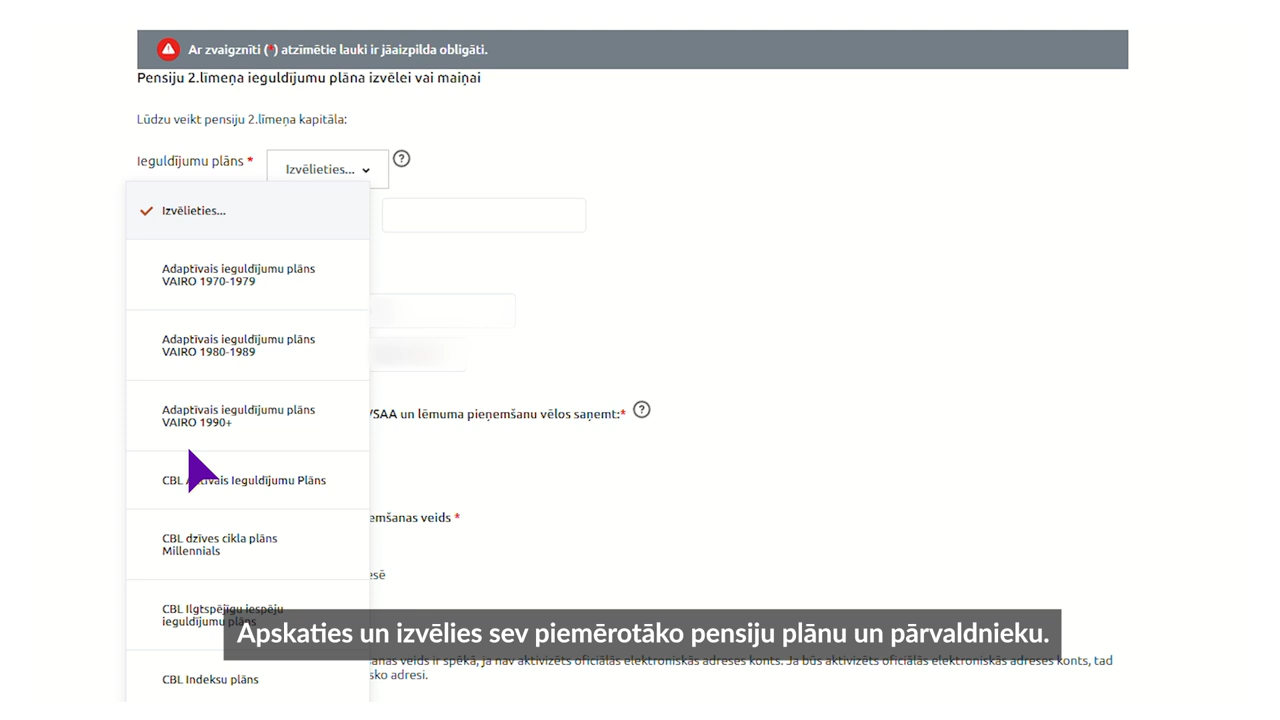 Ar zvaigznīti (*) atzīmētie lauki ir jāaizpilda obligāti.
Pensiju 2.līmeņa ieguldījumu plāna izvēlei vai maiņai
Lūdzu veikt pensiju 2.līmeņa kapitāla:
Ieguldījumu plāns *
Izvēlieties...
Izvēlieties...
Adaptīvais ieguldījumu plāns
VAIRO 1970-1979
Adaptīvais ieguldījumu plāns
VAIRO 1980-1989
Adaptīvais ieguldījumu plāns
VAIRO 1990+
VSAA un lēmuma pieņemšanu vēlos saņemt:*
CBL Aktīvais Ieguldījumu Plāns
emšanas veids *
CBL dzīves cikla plāns
Millennials
esē
CBL Ilgtspējīgu iespēju
ieguldījumu plāns
Apskaties un izvēlies sev piemērotāko pensiju plānu un pārvaldnieku.
anas veids ir spēkā, ja nav aktivizēts oficiālās elektroniskās adreses konts. Ja būs aktivizēts oficiālās elektroniskās adreses konts, tad
sko adresi.
CBL Indeksu plāns